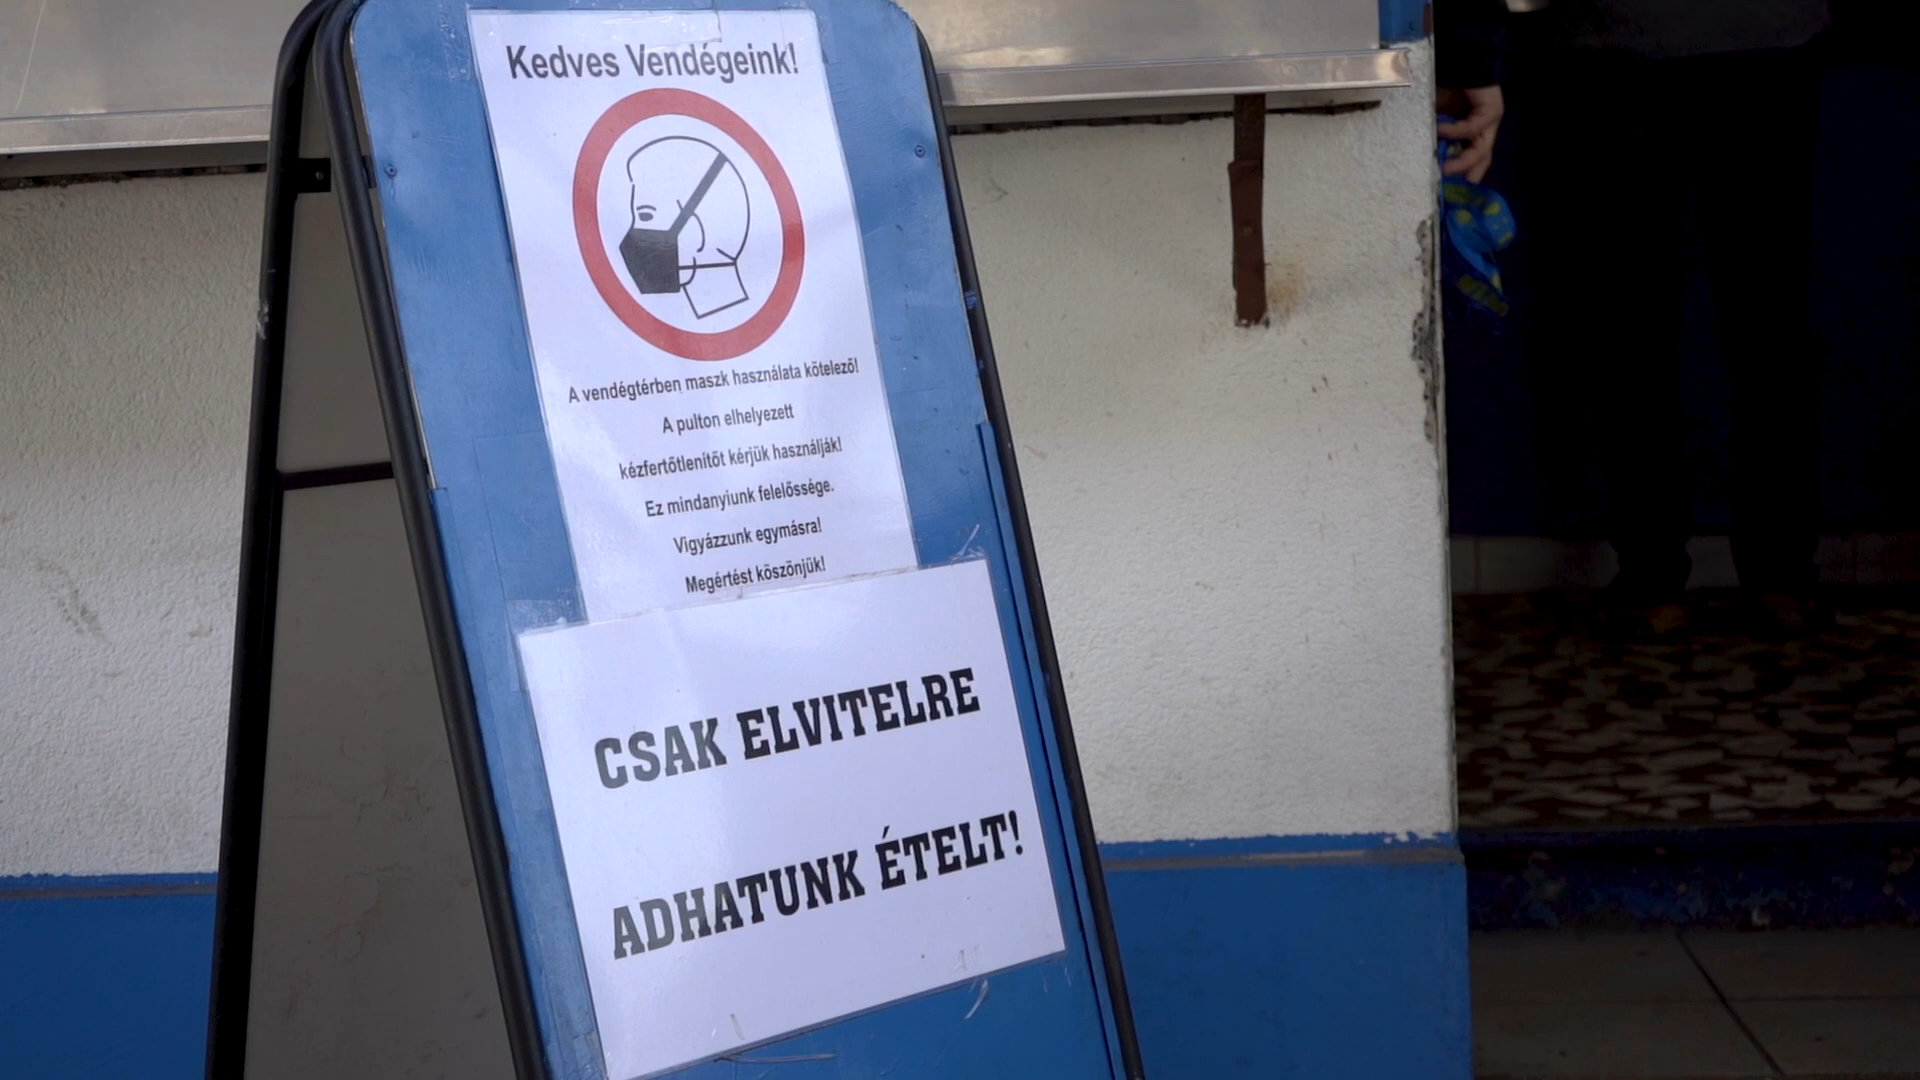 Kedves Vendégeink!
A vendégtérben maszk használata kötelező!
A pulton elhelyezett
kézfertőtlenítőt kérjük használják!
Ez mindanyiunk felelőssége.
Vigyázzunk egymásra!
Megértést köszönjük!
CSAK ELVITELRE
ADHATUNK ÉTELT!